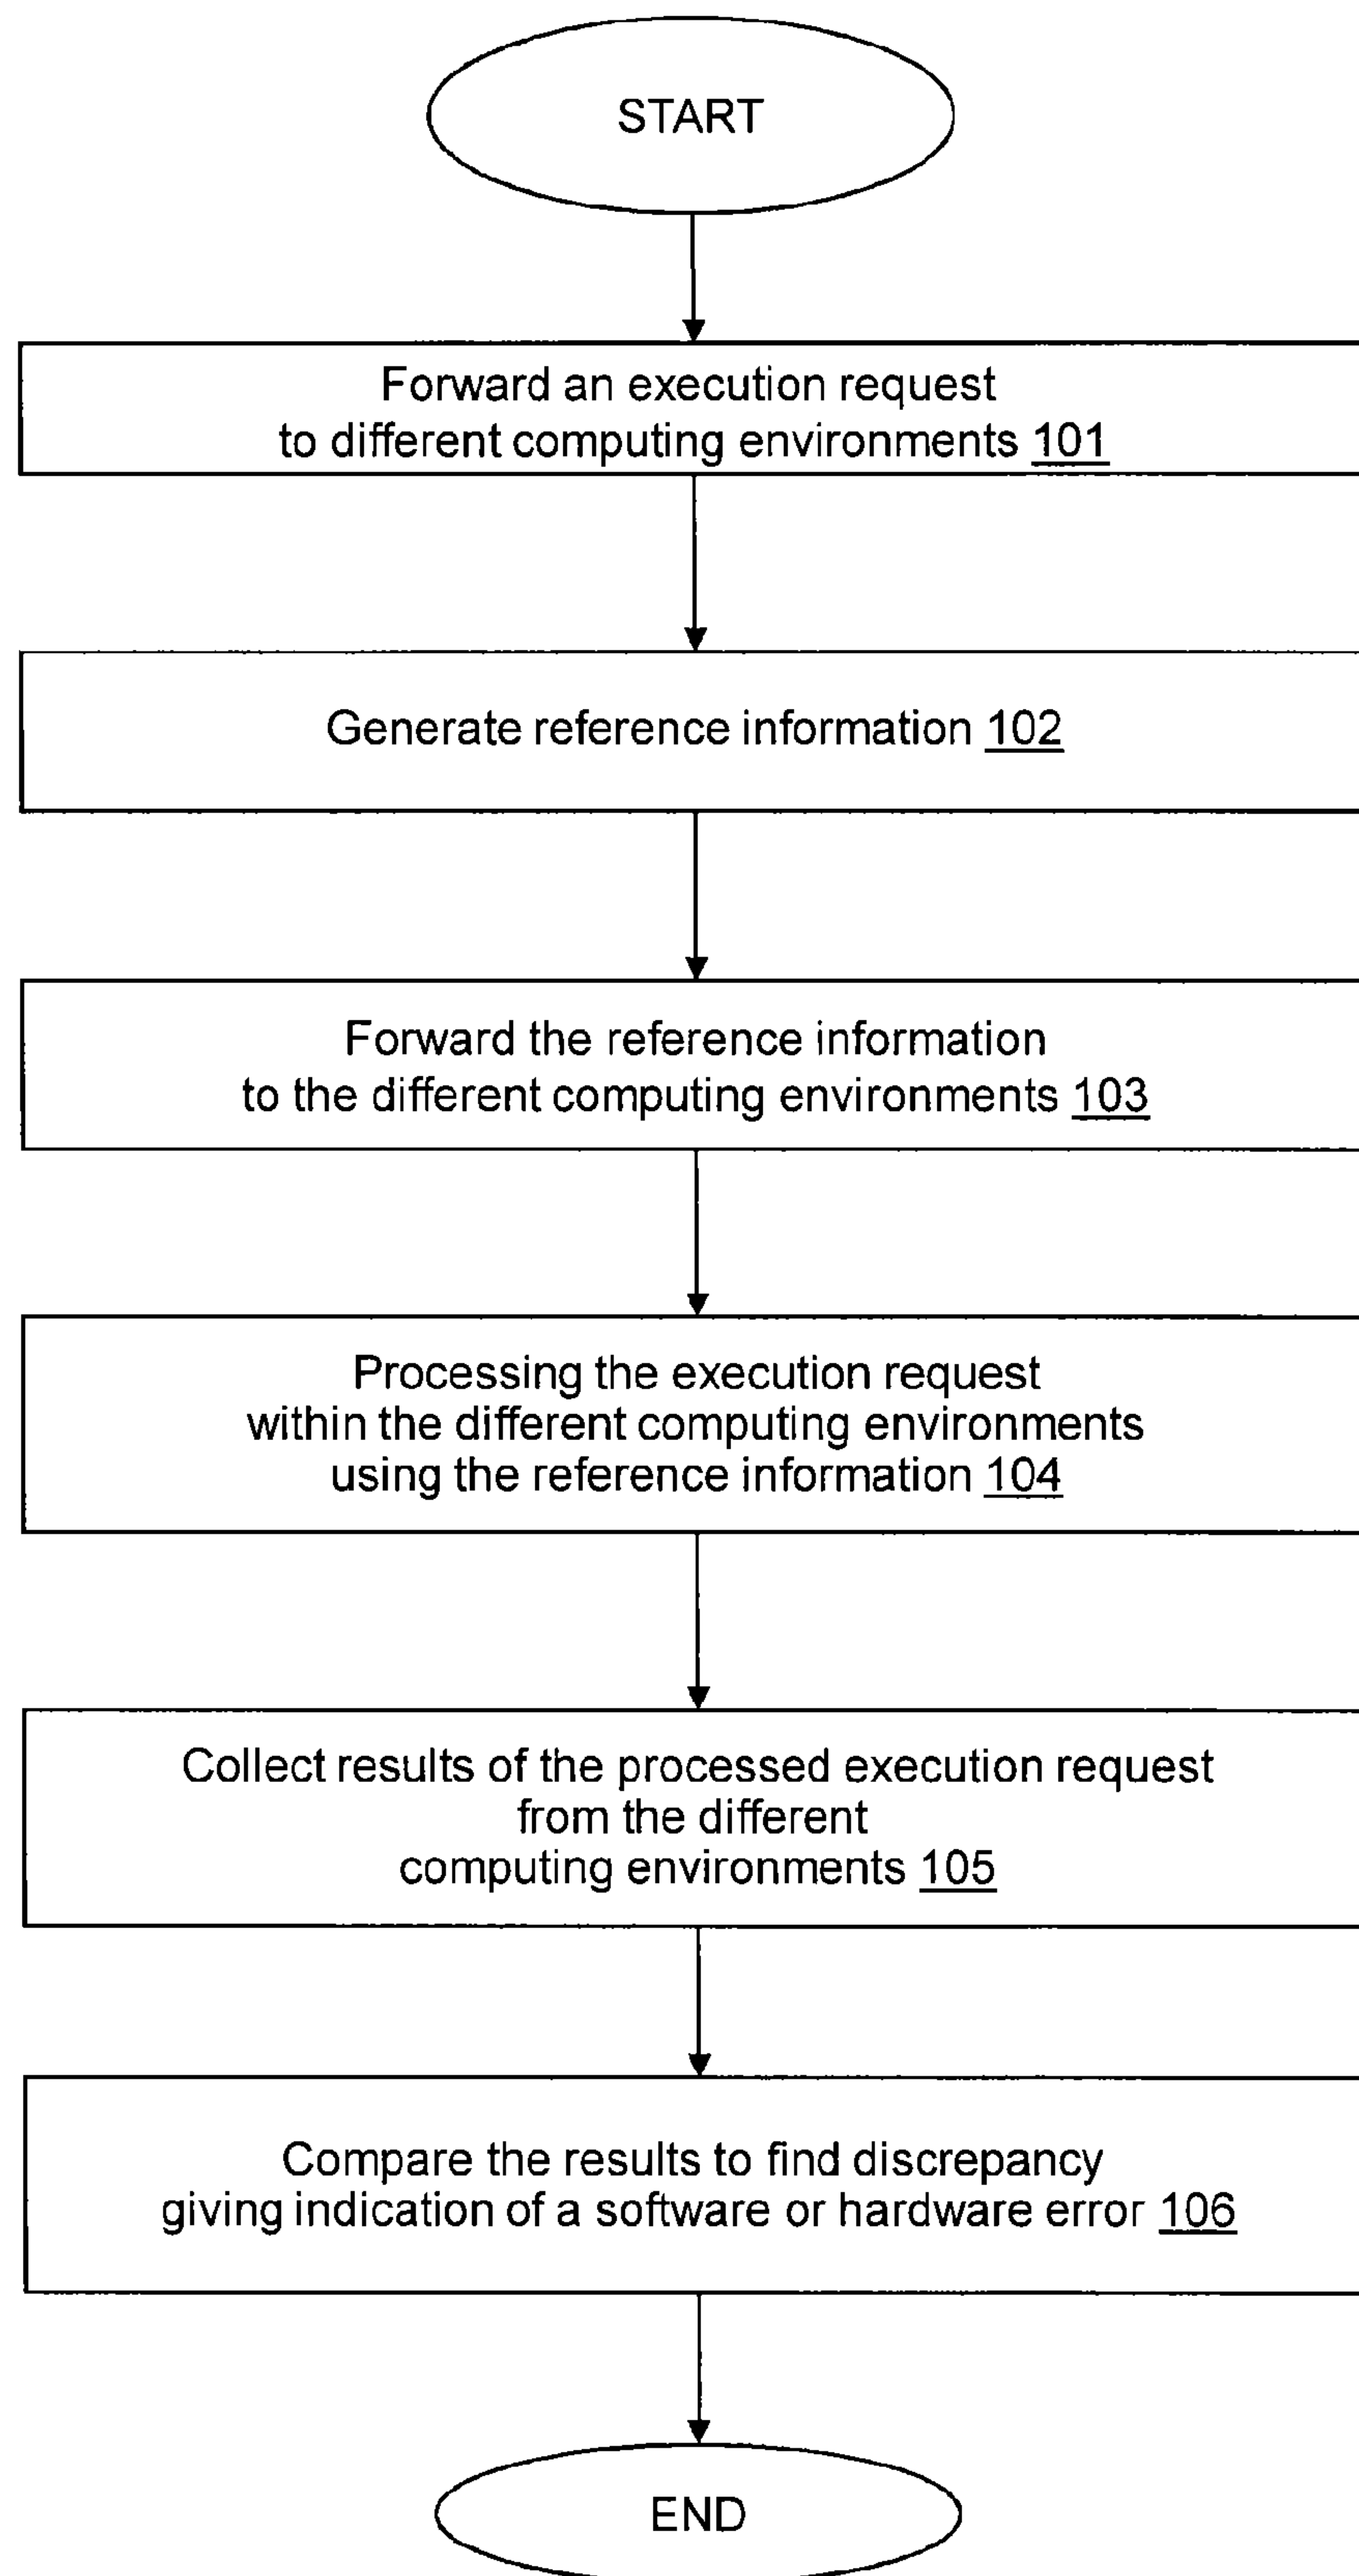 START
Forward an execution request
to different computing environments 101
Generate reference information 102
Forward the reference information
to the different computing environments 103
Processing the execution request
within the different computing environments
using the reference information 104
Collect results of the processed execution request
from the different
computing environments 105
Compare the results to find discrepancy
giving indication of a software or hardware error 106
END